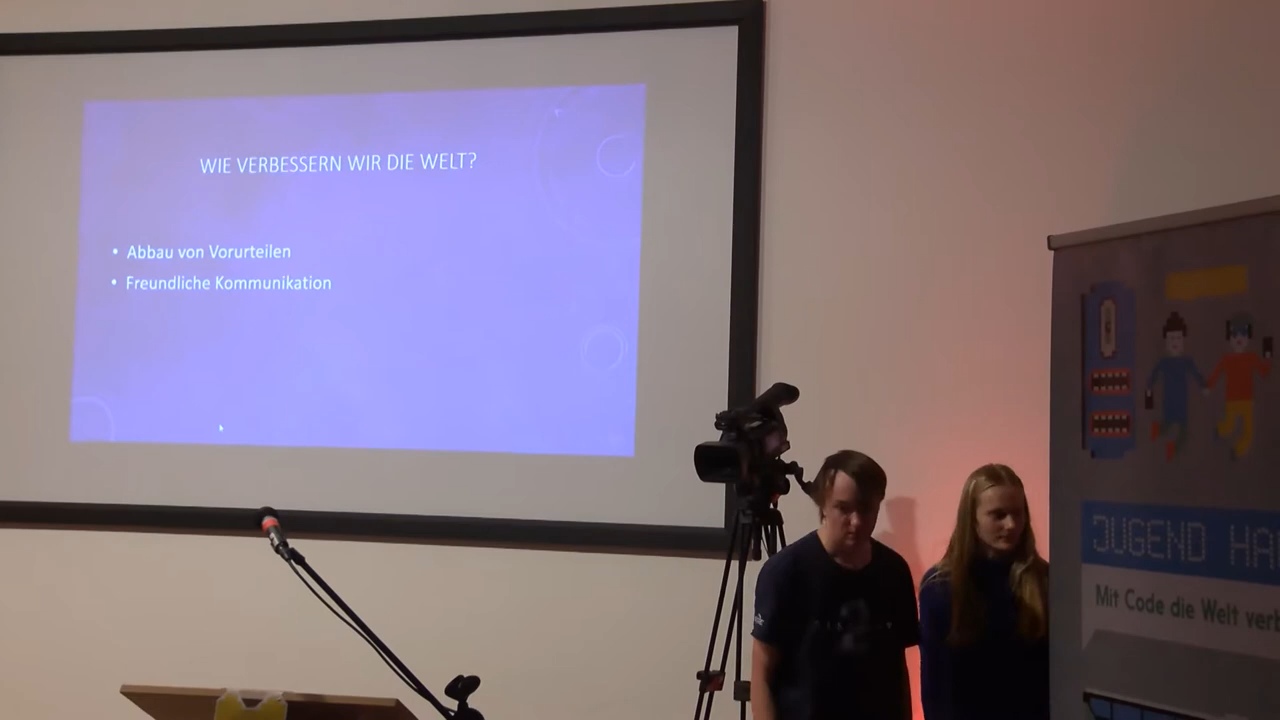 WIE VERBESSERN WIR DIE WELT?
• Abbau von Vorurteilen
• Freundliche Kommunikation
JUGEND HA
Mit Code die Welt verb